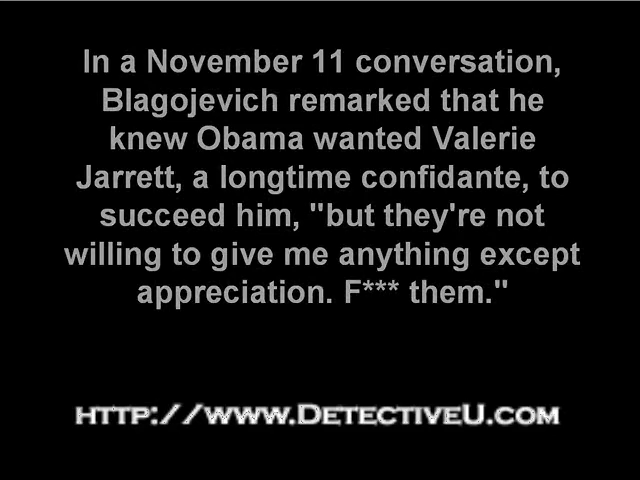 In a November 11 conversation,
Blagojevich remarked that he
knew Obama wanted Valerie
Jarrett, a longtime confidante, to
succeed him, "but they're not
willing to give me anything except
appreciation. F*** them."
http://www.DetectiveU.com